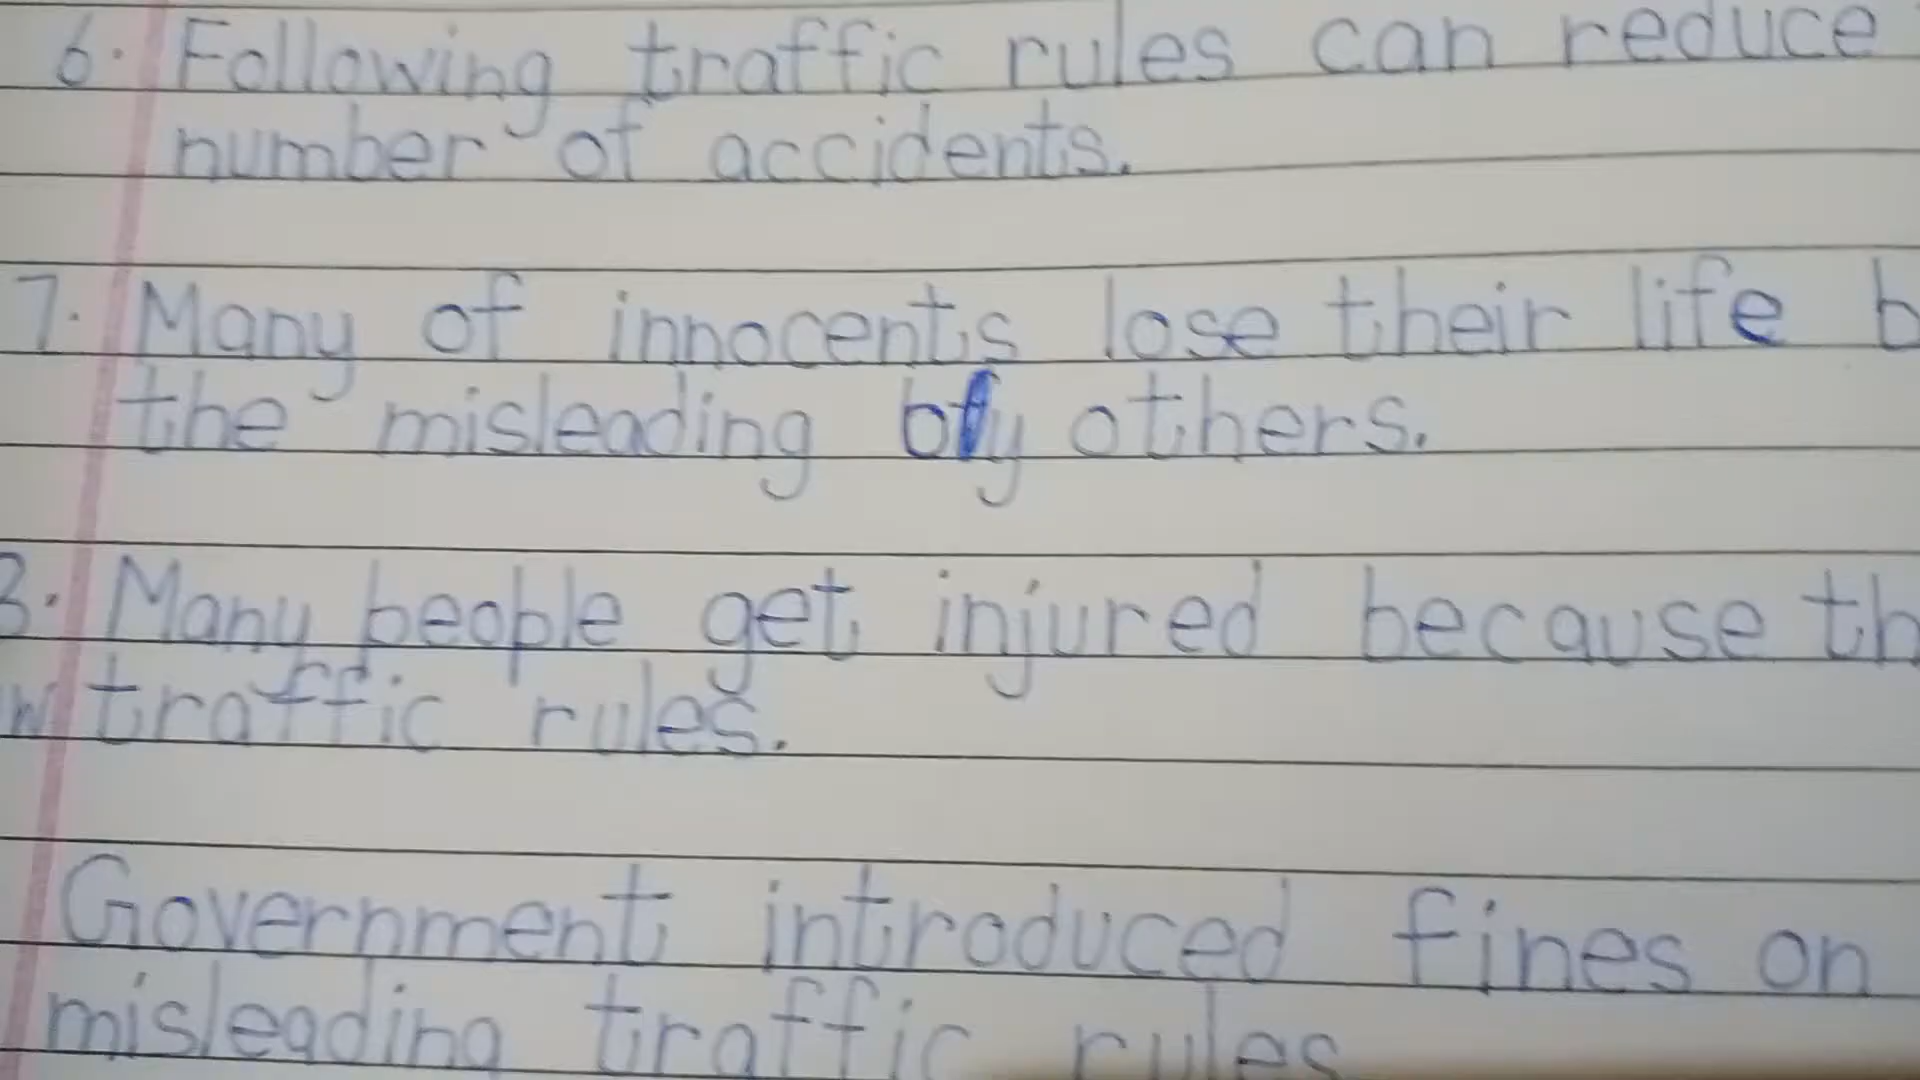 6. Following traffic rules can reduce
number of accidents.
7. Many of innocents lose their life b
the misleading by others.
8. Many people get injured because th
traffic rules.
Government introduced fines on
misleading traffic rules